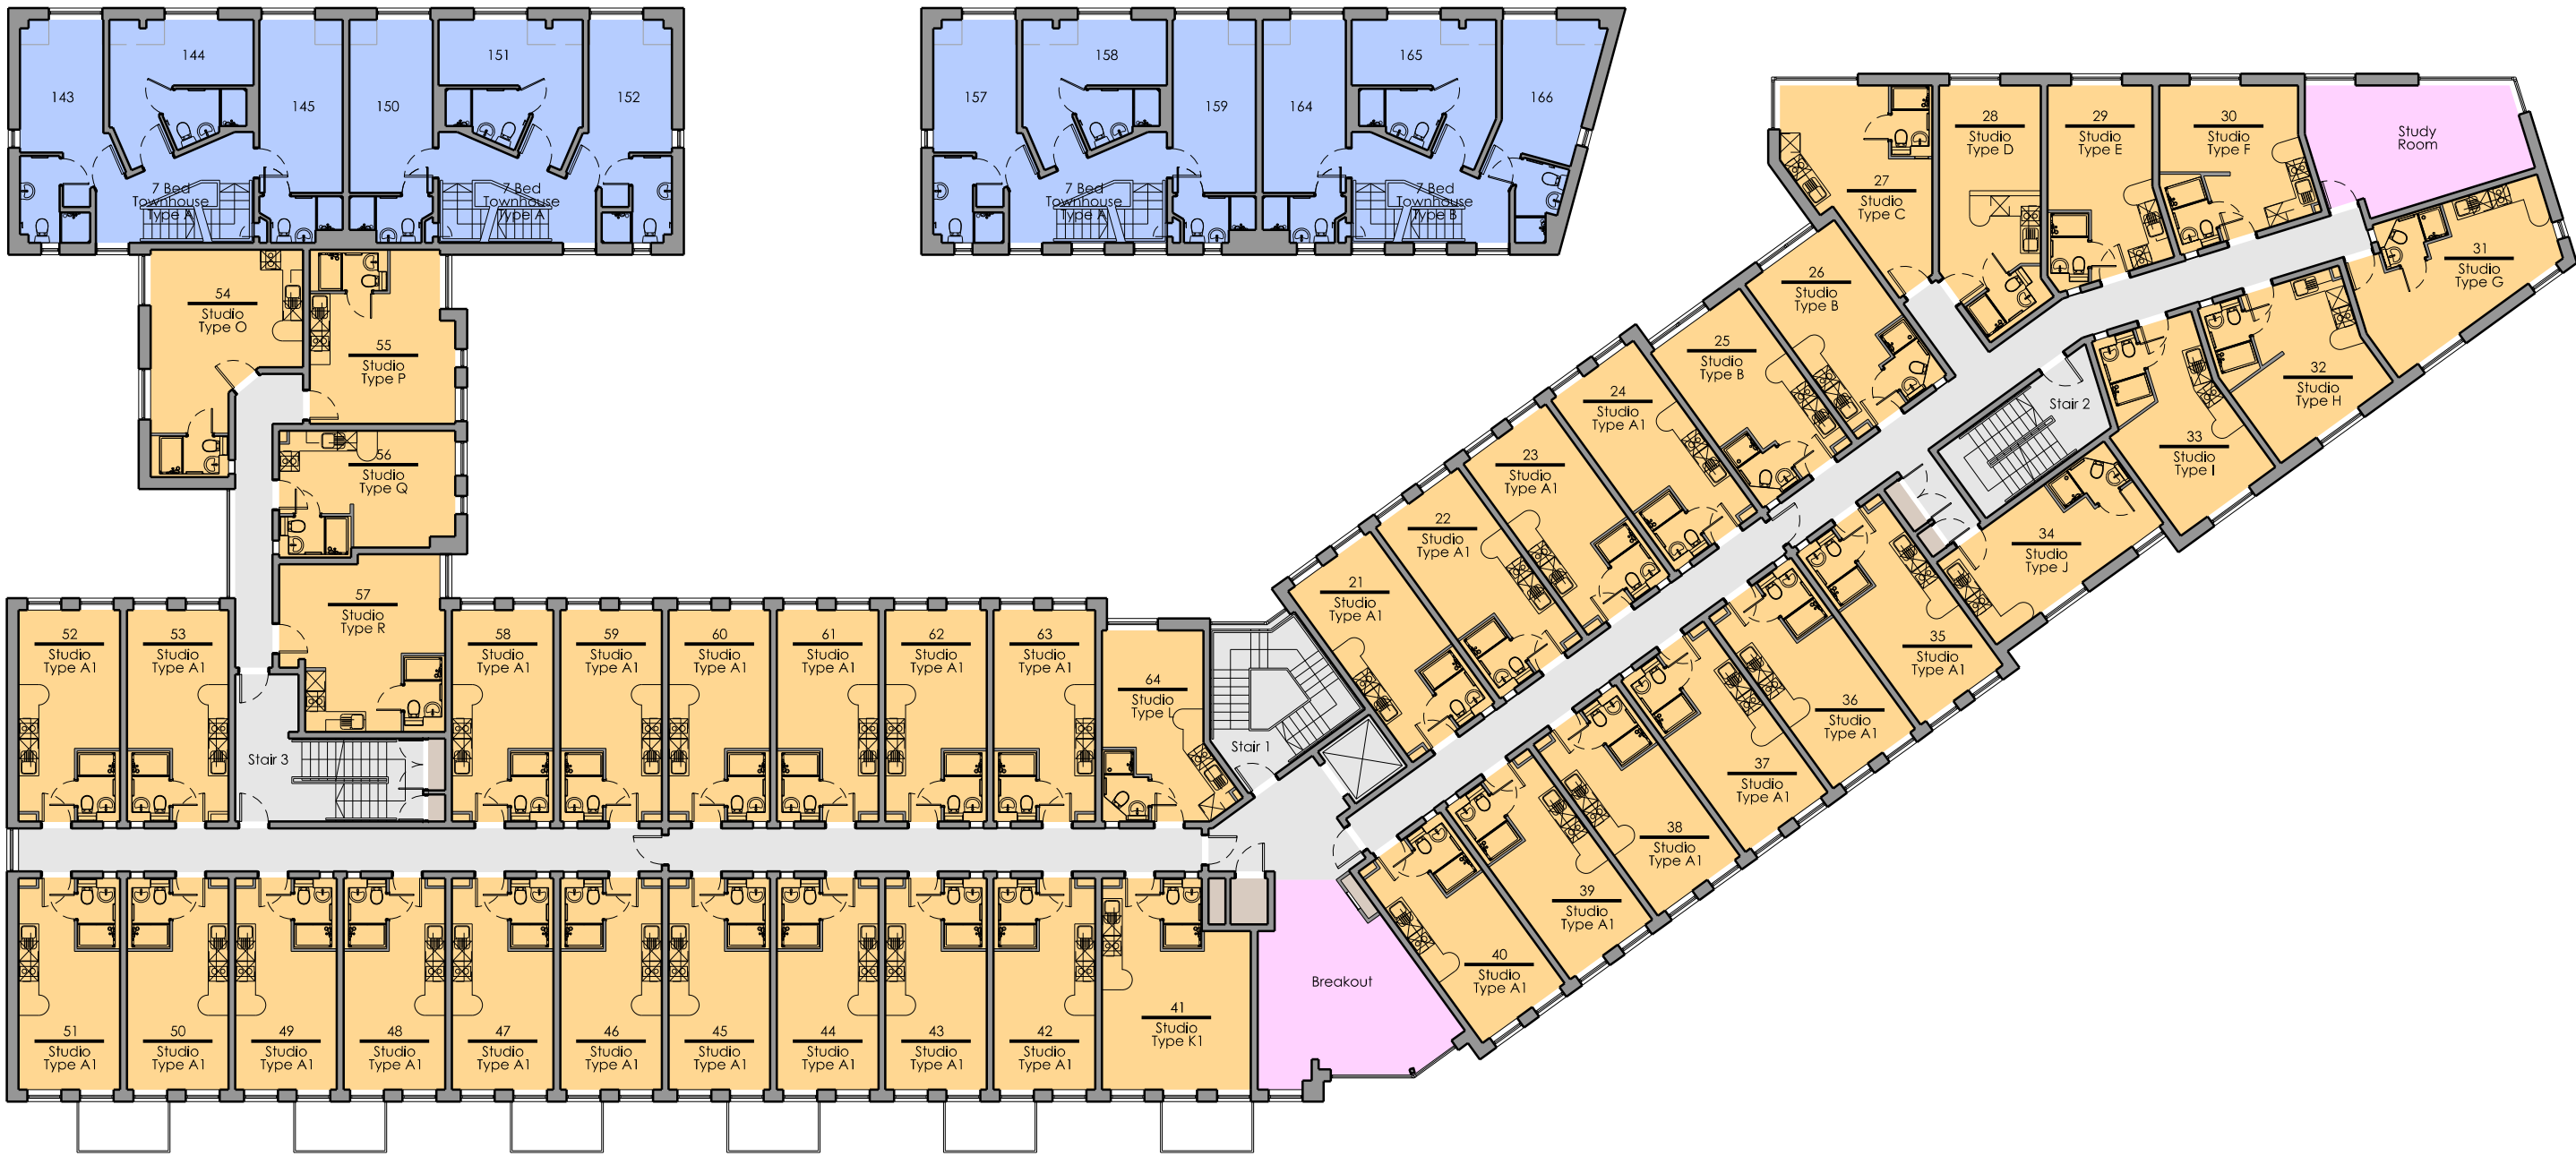 143
144
145
150
151
152
7 Bed
Townhouse
Type A
7 Bed
Townhouse
Type A
157
158
159
164
165
166
7 Bed
Townhouse
Type A
7 Bed
Townhouse
Type B
27
Studio
Type C
28
Studio
Type D
29
Studio
Type E
30
Studio
Type F
Study
Room
31
Studio
Type G
32
Studio
Type H
33
Studio
Type I
Stair 2
34
Studio
Type J
26
Studio
Type B
25
Studio
Type B
24
Studio
Type A1
23
Studio
Type A1
22
Studio
Type A1
21
Studio
Type A1
35
Studio
Type A1
36
Studio
Type A1
37
Studio
Type A1
38
Studio
Type A1
39
Studio
Type A1
40
Studio
Type A1
54
Studio
Type O
55
Studio
Type P
56
Studio
Type Q
57
Studio
Type R
52
Studio
Type A1
53
Studio
Type A1
Stair 3
58
Studio
Type A1
59
Studio
Type A1
60
Studio
Type A1
61
Studio
Type A1
62
Studio
Type A1
63
Studio
Type A1
64
Studio
Type L
Stair 1
51
Studio
Type A1
50
Studio
Type A1
49
Studio
Type A1
48
Studio
Type A1
47
Studio
Type A1
46
Studio
Type A1
45
Studio
Type A1
44
Studio
Type A1
43
Studio
Type A1
42
Studio
Type A1
41
Studio
Type K1
Breakout